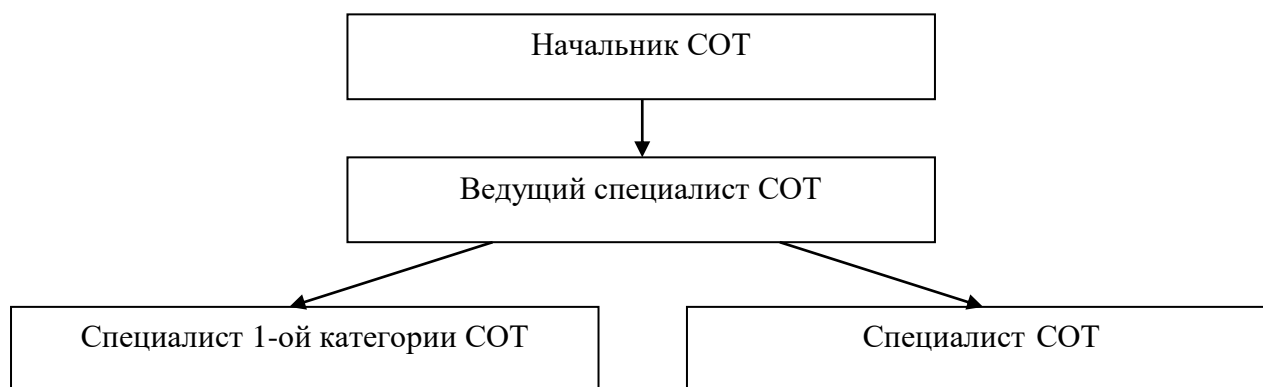 Начальник СОТ
Ведущий специалист СОТ
Специалист 1-ой категории СОТ
Специалист СОТ